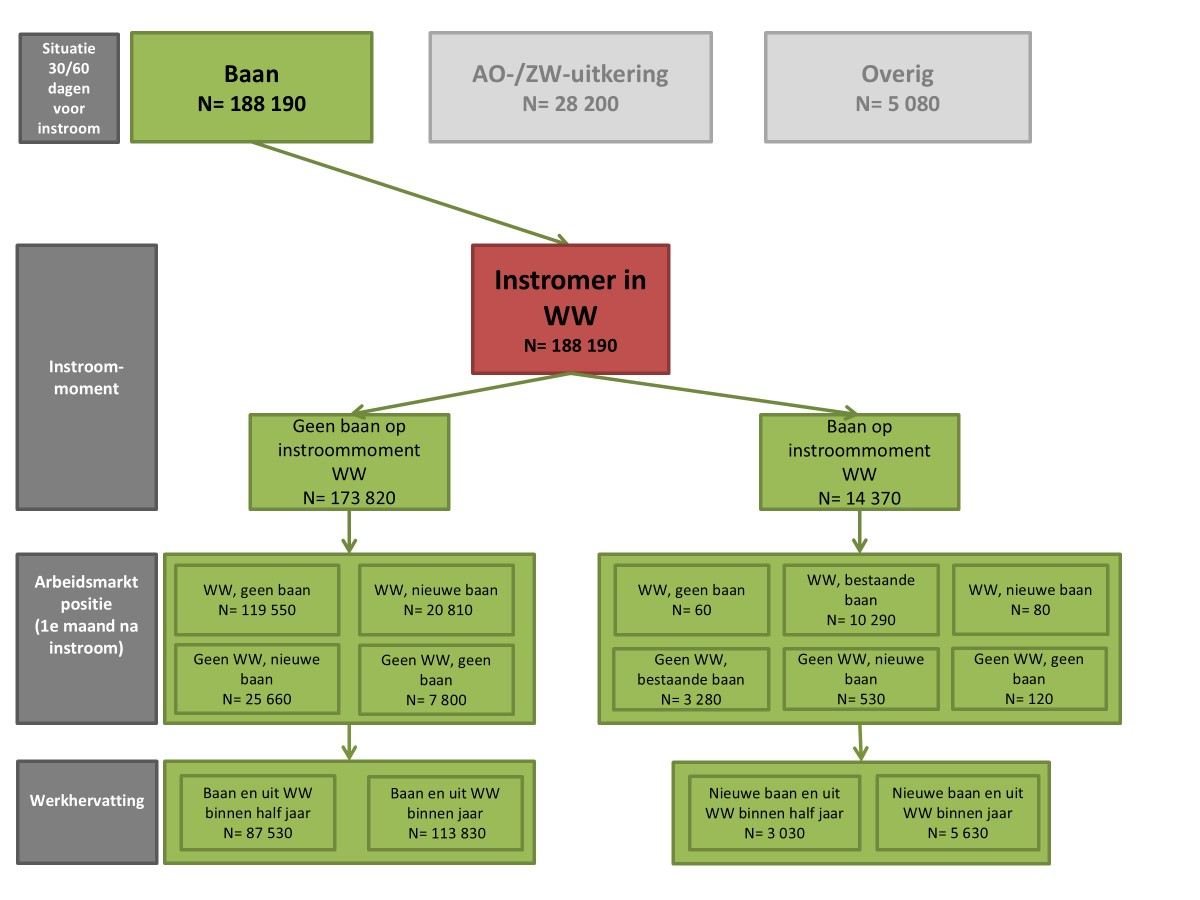 Situatie
30/60
dagen
voor
instroom
Baan
N= 188 190
AO-/ZW-uitkering
N= 28 200
Overig
N= 5 080
Instroom-
moment
Instromer in
WW
N= 188 190
Geen baan op
instroommoment
WW
N= 173 820
Baan op
instroommoment
WW
N= 14 370
Arbeidsmarkt
positie
(1e maand na
instroom)
WW, geen baan
N= 119 550
WW, nieuwe baan
N= 20 810
Geen WW, nieuwe
baan
N= 25 660
Geen WW, geen
baan
N= 7 800
WW, geen baan
N= 60
WW, bestaande
baan
N= 10 290
WW, nieuwe baan
N= 80
Geen WW,
bestaande baan
N= 3 280
Geen WW, nieuwe
baan
N= 530
Geen WW, geen
baan
N= 120
Werkhervatting
Baan en uit WW
binnen half jaar
N= 87 530
Baan en uit WW
binnen jaar
N= 113 830
Nieuwe baan en uit
WW binnen half jaar
N= 3 030
Nieuwe baan en uit
WW binnen jaar
N= 5 630